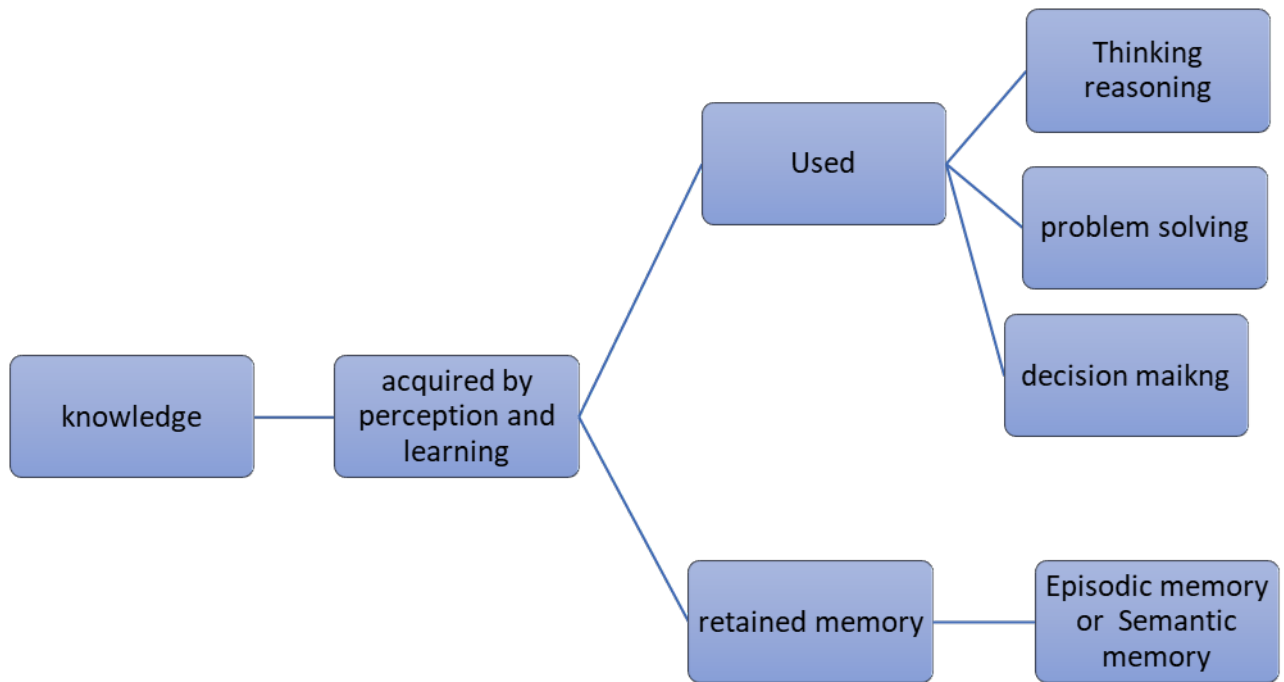 Thinking
reasoning
Used
problem solving
decision maikng
knowledge
acquired by
perception and
learning
retained memory
Episodic memory
or Semantic
memory